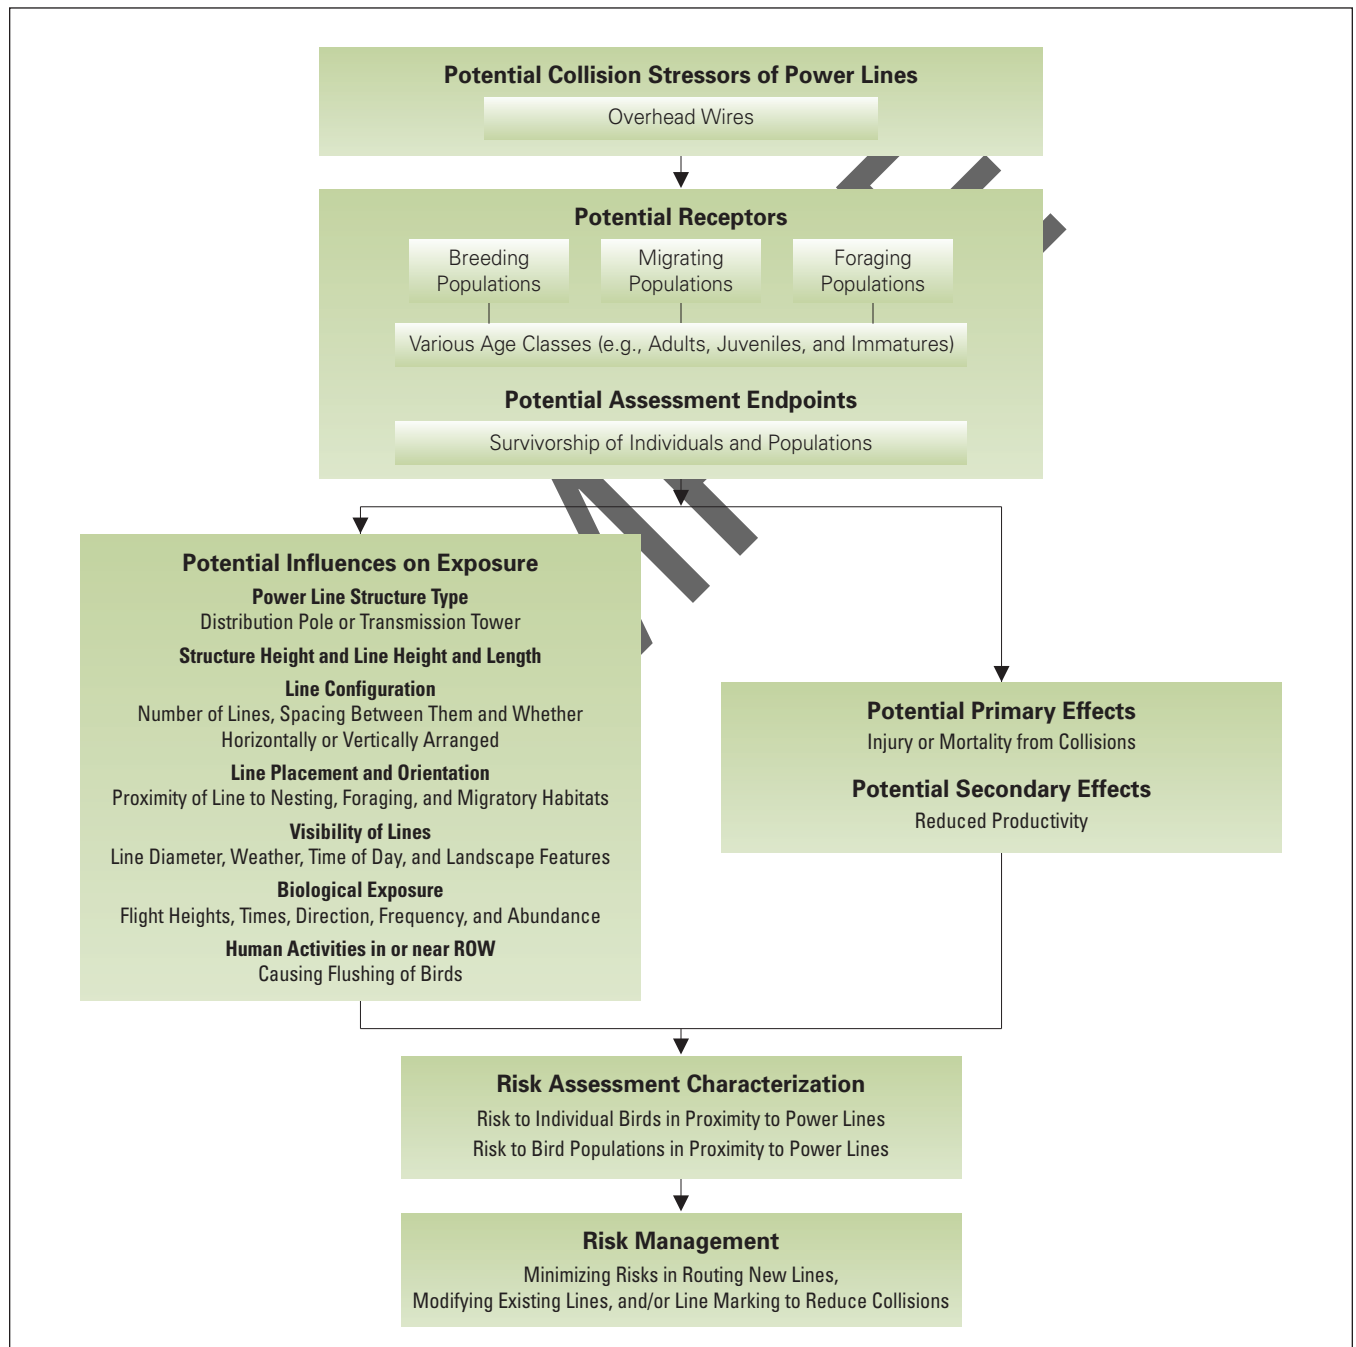 Potential Collision Stressors of Power Lines
Overhead Wires
Potential Receptors
Breeding
Populations
Migrating
Populations
Foraging
Populations
Various Age Classes (e.g., Adults, Juveniles, and Immatures)
Potential Assessment Endpoints
Survivorship of Individuals and Populations
Potential Influences on Exposure
Power Line Structure Type
Distribution Pole or Transmission Tower
Structure Height and Line Height and Length
Line Configuration
Number of Lines, Spacing Between Them and Whether
Horizontally or Vertically Arranged
Line Placement and Orientation
Proximity of Line to Nesting, Foraging, and Migratory Habitats
Visibility of Lines
Line Diameter, Weather, Time of Day, and Landscape Features
Biological Exposure
Flight Heights, Times, Direction, Frequency, and Abundance
Human Activities in or near ROW
Causing Flushing of Birds
Potential Primary Effects
Injury or Mortality from Collisions
Potential Secondary Effects
Reduced Productivity
Risk Assessment Characterization
Risk to Individual Birds in Proximity to Power Lines
Risk to Bird Populations in Proximity to Power Lines
Risk Management
Minimizing Risks in Routing New Lines,
Modifying Existing Lines, and/or Line Marking to Reduce Collisions